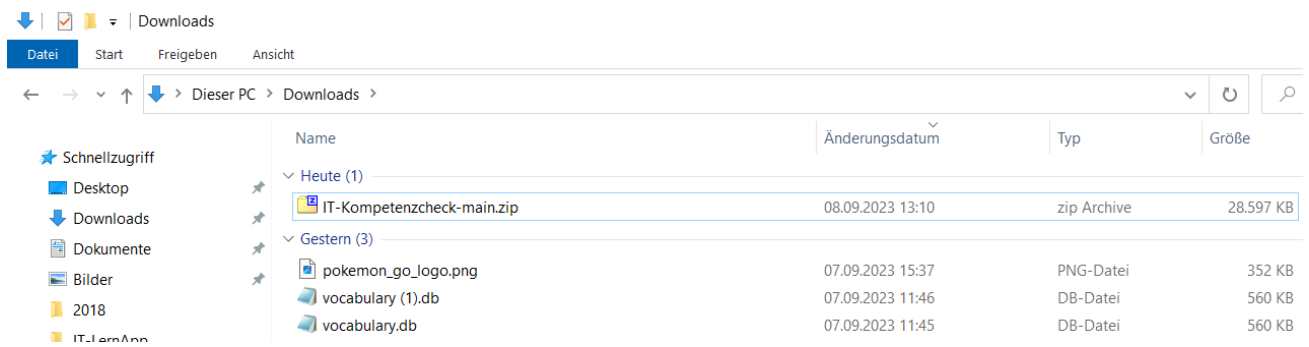 Downloads
Datei Start Freigeben Ansicht
Dieser PC > Downloads >
Name Änderungsdatum Typ Größe
Schnellzugriff
Heute (1)
Desktop
IT-Kompetenzcheck-main.zip 08.09.2023 13:10 zip Archive 28.597 KB
Downloads
Gestern (3)
Dokumente
pokemon_go_logo.png 07.09.2023 15:37 PNG-Datei 352 KB
Bilder
vocabulary (1).db 07.09.2023 11:46 DB-Datei 560 KB
2018
vocabulary.db 07.09.2023 11:45 DB-Datei 560 KB
IT-LernApp